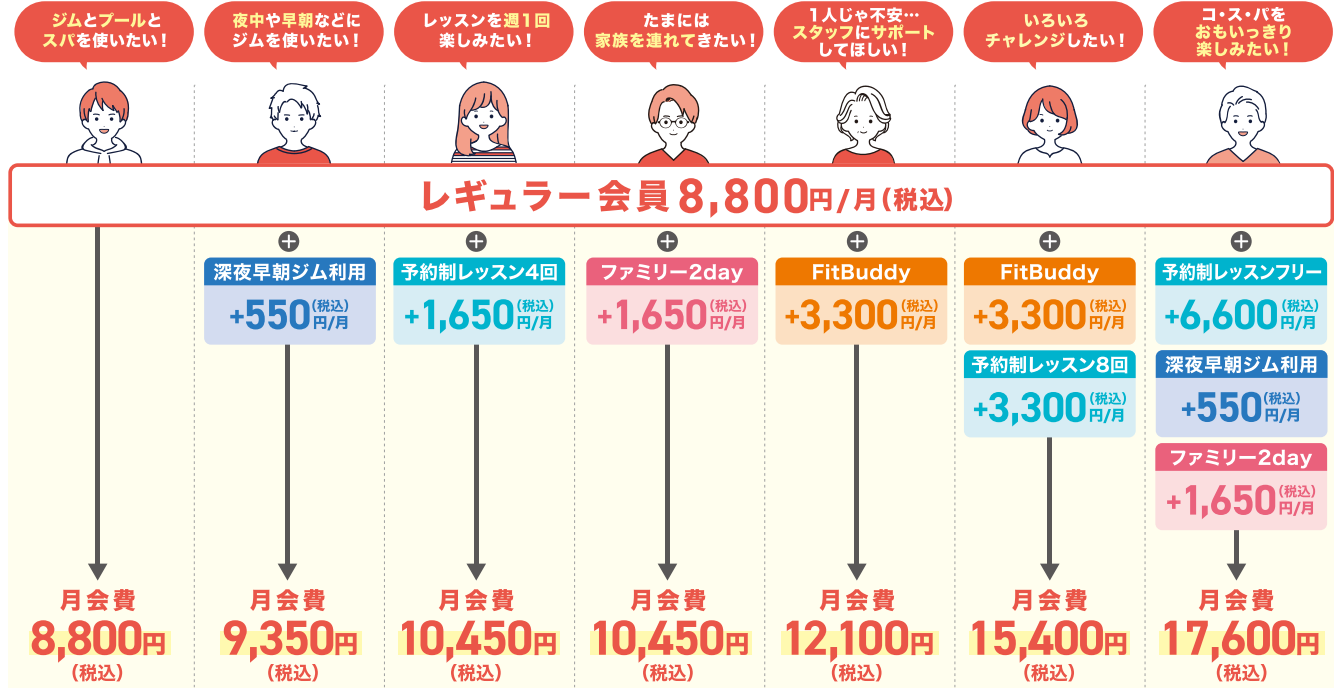 ジムとプールと
スパを使いたい!
夜中や早朝などに
ジムを使いたい!
レッスンを週1回
楽しみたい!
たまには
家族を連れてきたい!
1人じゃ不安…
スタッフにサポート
してほしい!
いろいろ
チャレンジしたい!
コ・ス・パを
おもいっきり
楽しみたい!
レギュラー会員 8,800円/月(税込)
+
深夜早朝ジム利用
+550(税込)円/月
+
予約制レッスン4回
+1,650(税込)円/月
+
ファミリー2day
+1,650(税込)円/月
+
FitBuddy
+3,300(税込)円/月
+
FitBuddy
+3,300(税込)円/月
予約制レッスン8回
+3,300(税込)円/月
+
予約制レッスンフリー
+6,600(税込)円/月
深夜早朝ジム利用
+550(税込)円/月
ファミリー2day
+1,650(税込)円/月
月会費
8,800円
(税込)
月会費
9,350円
(税込)
月会費
10,450円
(税込)
月会費
10,450円
(税込)
月会費
12,100円
(税込)
月会費
15,400円
(税込)
月会費
17,600円
(税込)